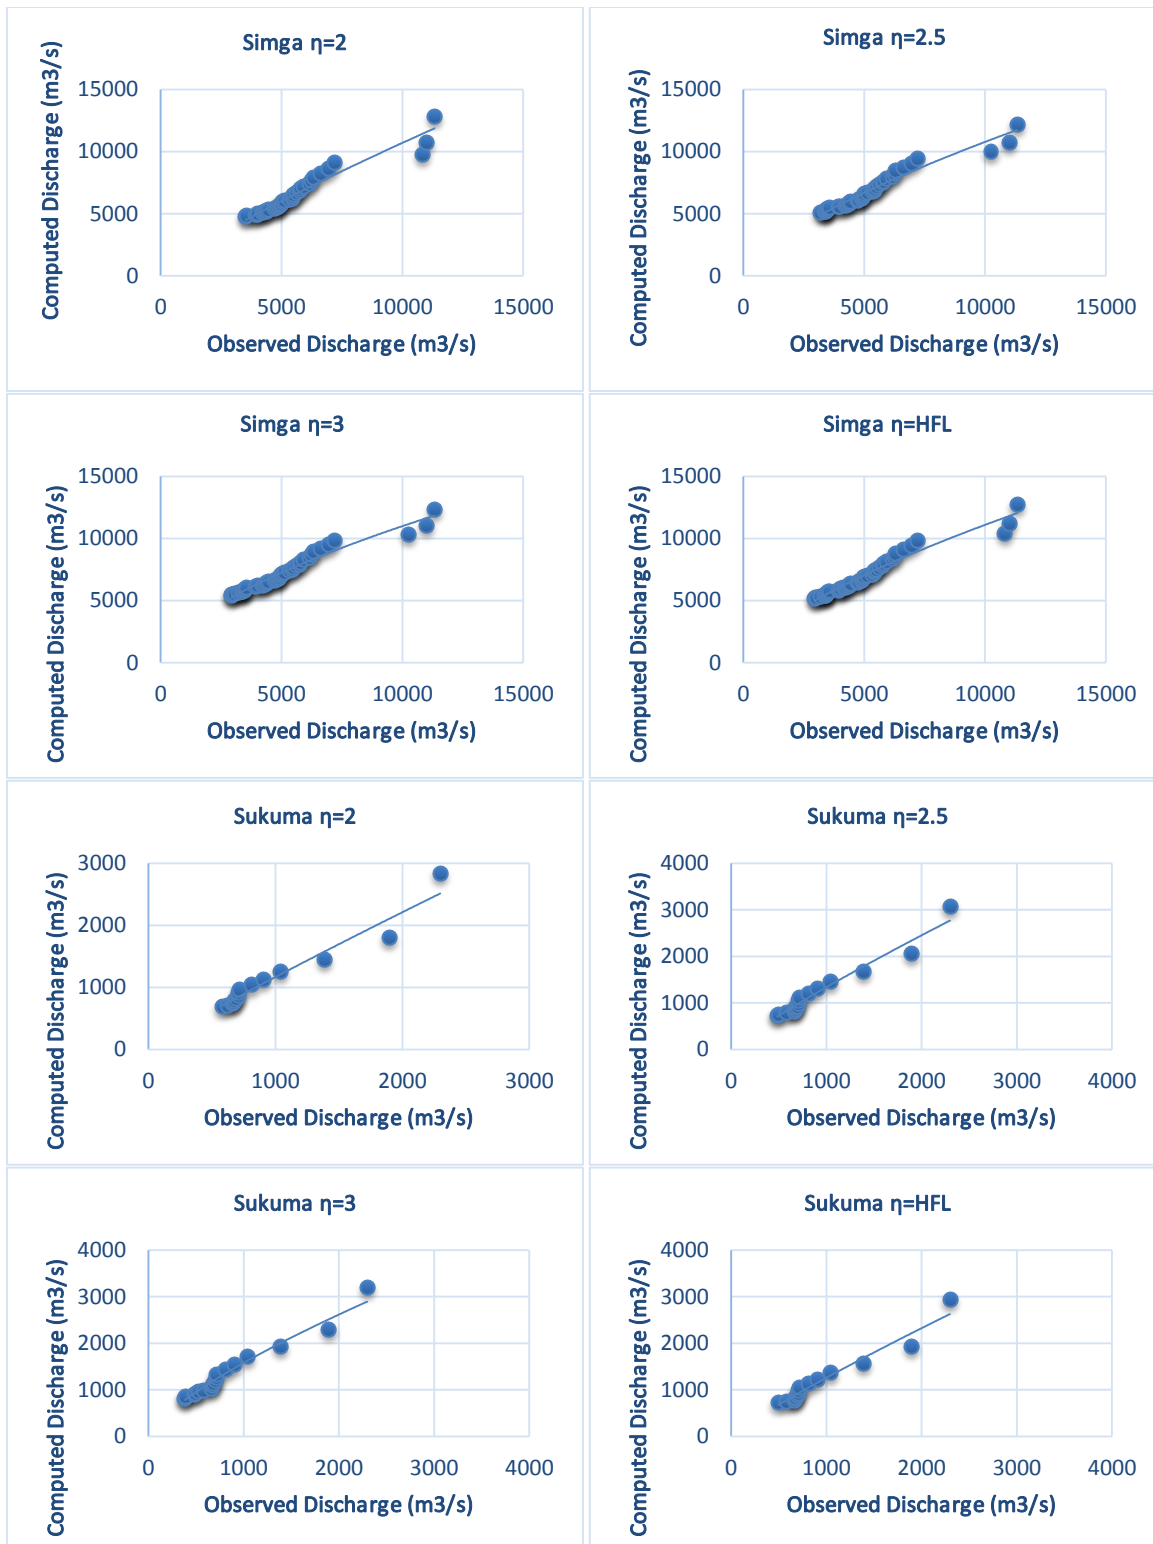 Simga η=2
Computed Discharge (m3/s)
15000
10000
5000
0
0 5000 10000 15000
Observed Discharge (m3/s)
Simga η=2.5
Computed Discharge (m3/s)
15000
10000
5000
0
0 5000 10000 15000
Observed Discharge (m3/s)
Simga η=3
Computed Discharge (m3/s)
15000
10000
5000
0
0 5000 10000 15000
Observed Discharge (m3/s)
Simga η=HFL
Computed Discharge (m3/s)
15000
10000
5000
0
0 5000 10000 15000
Observed Discharge (m3/s)
Sukuma η=2
Computed Discharge (m3/s)
3000
2000
1000
0
0 1000 2000 3000
Observed Discharge (m3/s)
Sukuma η=2.5
Computed Discharge (m3/s)
4000
3000
2000
1000
0
0 1000 2000 3000 4000
Observed Discharge (m3/s)
Sukuma η=3
Computed Discharge (m3/s)
4000
3000
2000
1000
0
0 1000 2000 3000 4000
Observed Discharge (m3/s)
Sukuma η=HFL
Computed Discharge (m3/s)
4000
3000
2000
1000
0
0 1000 2000 3000 4000
Observed Discharge (m3/s)